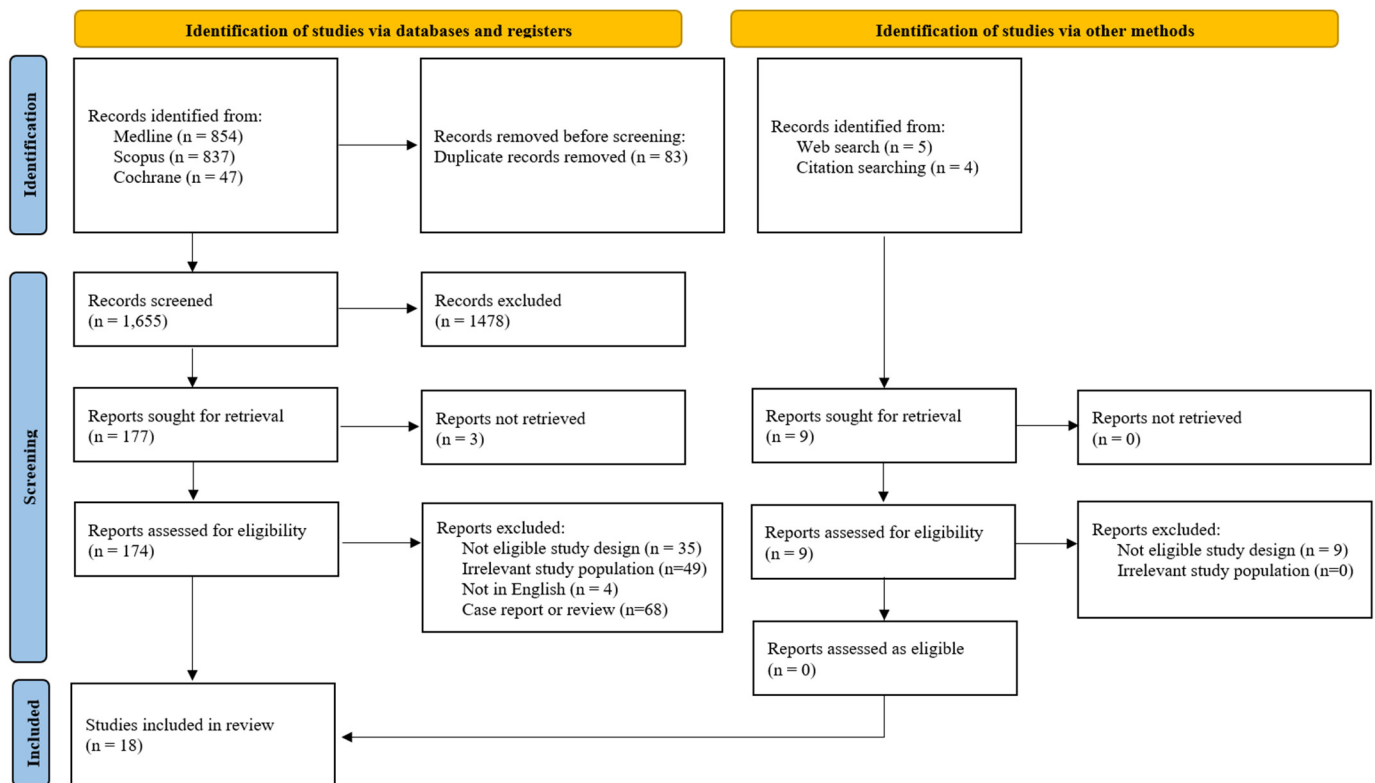 Identification of studies via databases and registers
Identification of studies via other methods
Identification
Records identified from:
Medline (n = 854)
Scopus (n = 837)
Cochrane (n = 47)
Records removed before screening:
Duplicate records removed (n = 83)
Records identified from:
Web search (n = 5)
Citation searching (n = 4)
Screening
Records screened
(n = 1,655)
Records excluded
(n = 1478)
Reports sought for retrieval
(n = 177)
Reports not retrieved
(n = 3)
Reports sought for retrieval
(n = 9)
Reports not retrieved
(n = 0)
Reports assessed for eligibility
(n = 174)
Reports excluded:
Not eligible study design (n = 35)
Irrelevant study population (n=49)
Not in English (n = 4)
Case report or review (n=68)
Reports assessed for eligibility
(n = 9)
Reports excluded:
Not eligible study design (n = 9)
Irrelevant study population (n=0)
Reports assessed as eligible
(n = 0)
Included
Studies included in review
(n = 18)